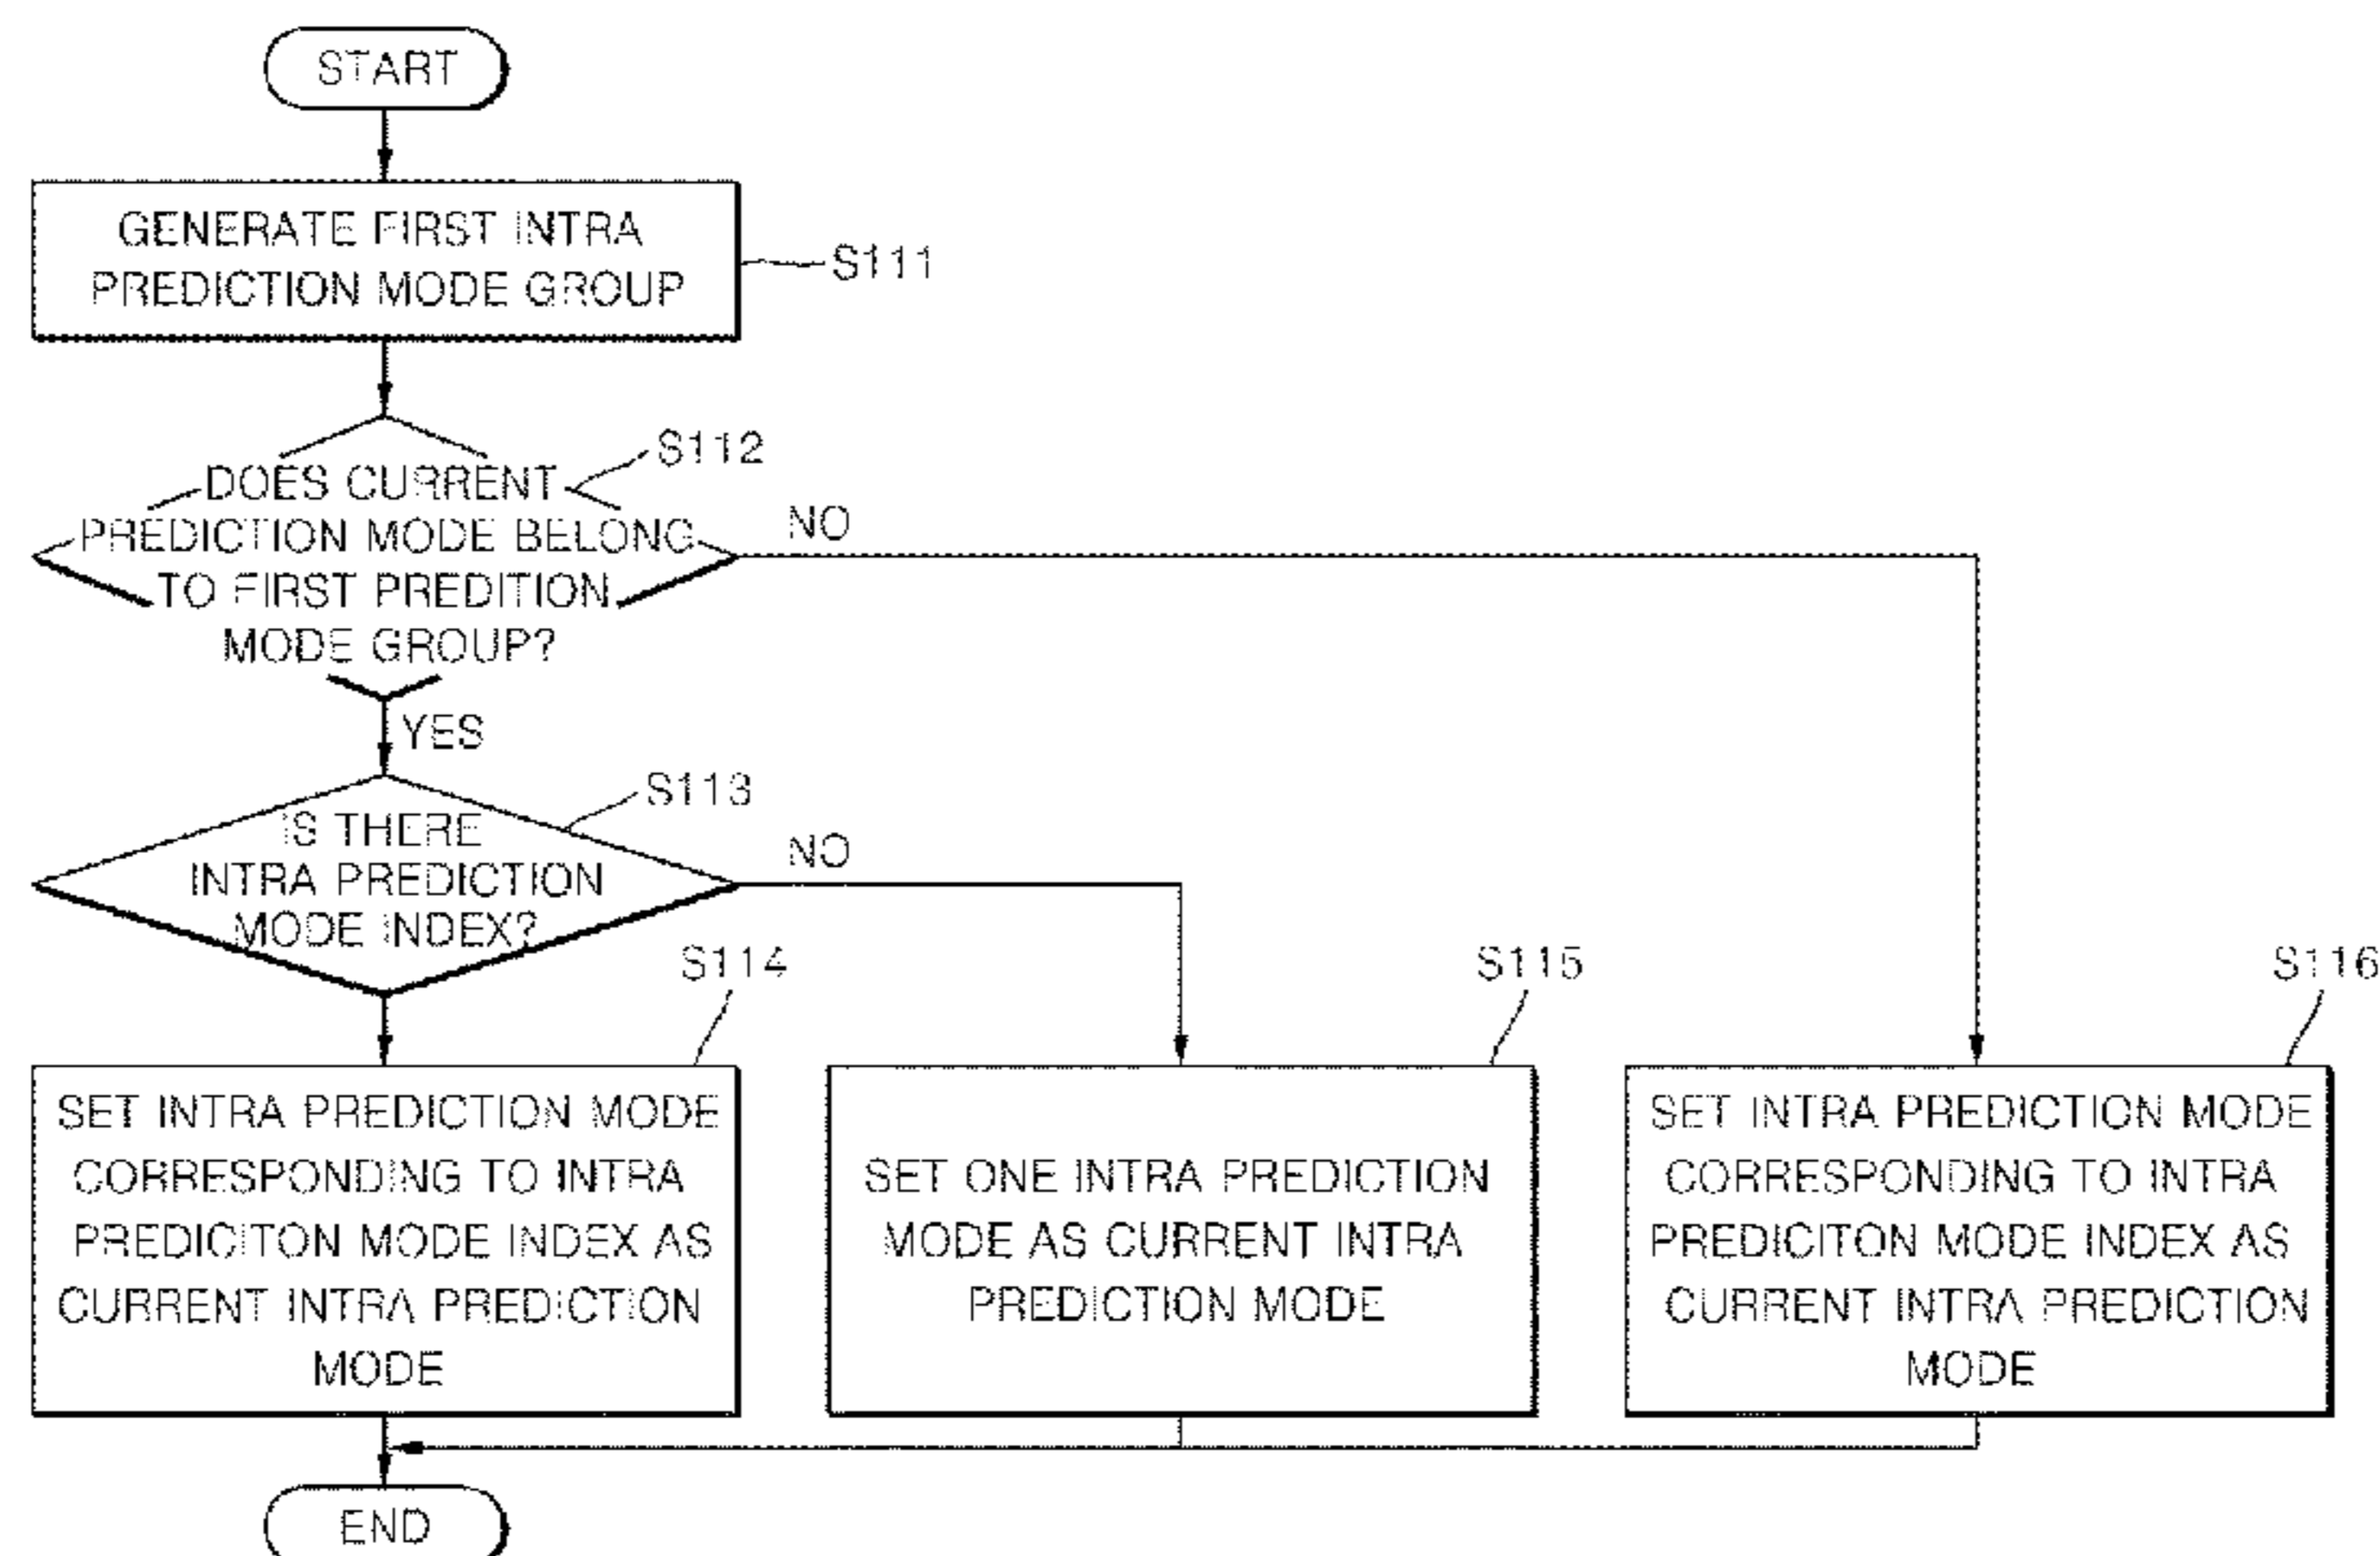 START
GENERATE FIRST INTRA
PREDICTION MODE GROUP
S111
S112
DOES CURRENT
PREDICTION MODE BELONG
TO FIRST PREDITION
MODE GROUP?
NO
YES
S113
IS THERE
INTRA PREDICTION
MODE INDEX?
NO
S114
SET INTRA PREDICTION MODE
CORRESPONDING TO INTRA
PREDICITON MODE INDEX AS
CURRENT INTRA PREDICTION
MODE
S115
SET ONE INTRA PREDICTION
MODE AS CURRENT INTRA
PREDICTION MODE
S116
SET INTRA PREDICTION MODE
CORRESPONDING TO INTRA
PREDICITON MODE INDEX AS
CURRENT INTRA PREDICTION
MODE
END